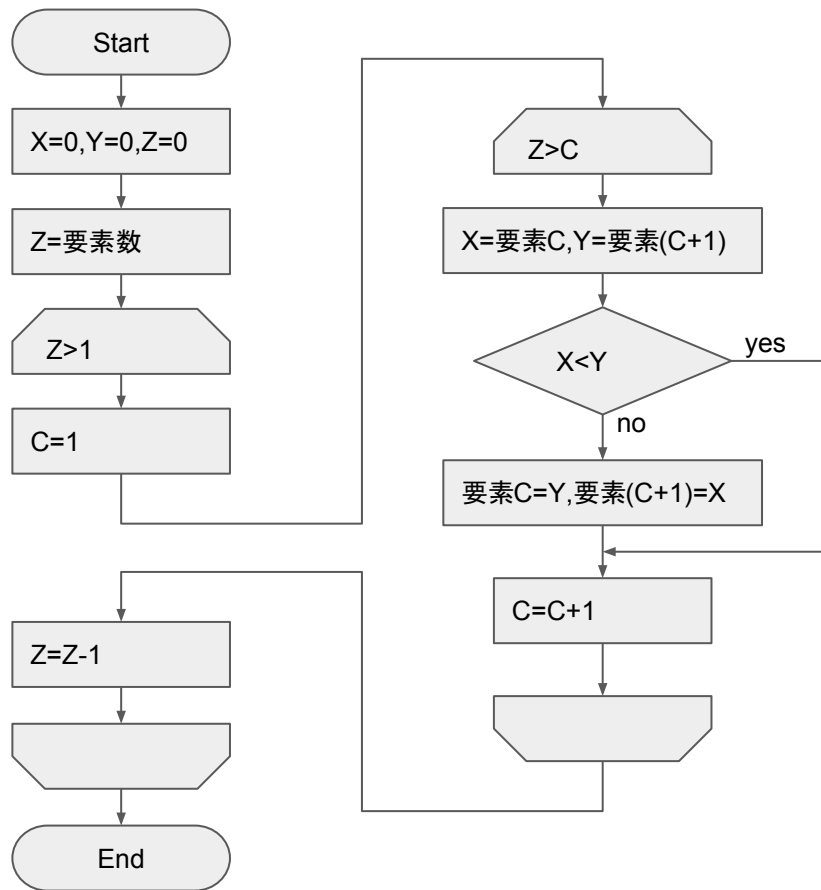 Start
X=0,Y=0,Z=0
Z=要素数
Z>1
C=1
Z>C
X=要素C,Y=要素(C+1)
X<Y
yes
no
要素C=Y,要素(C+1)=X
C=C+1
Z=Z-1
End